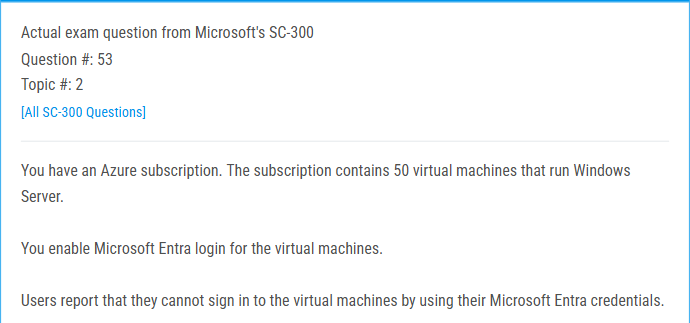 Actual exam question from Microsoft's SC-300
Question #: 53
Topic #: 2
[All SC-300 Questions]
You have an Azure subscription. The subscription contains 50 virtual machines that run Windows
Server.
You enable Microsoft Entra login for the virtual machines.
Users report that they cannot sign in to the virtual machines by using their Microsoft Entra credentials.